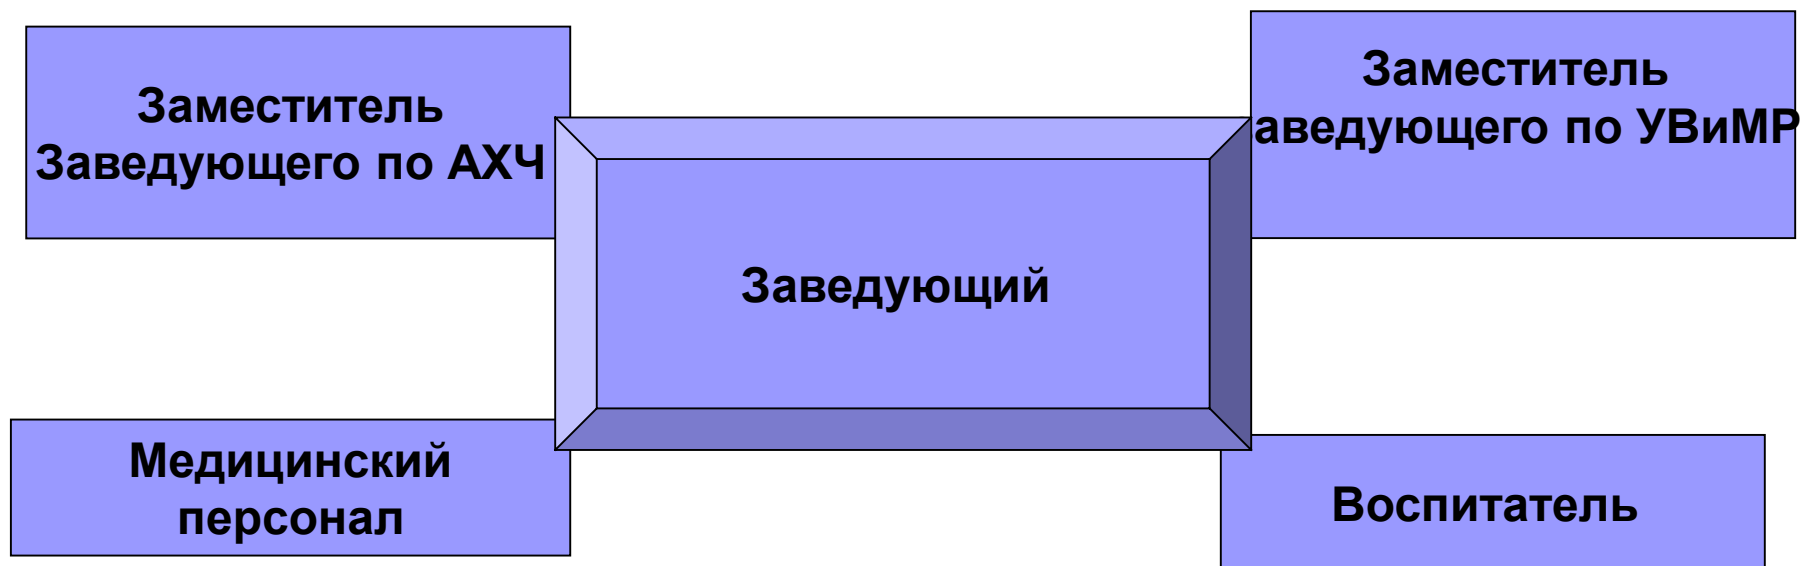 Заместитель
Заведующего по АХЧ
Заместитель
аведующего по УВиМР
Заведующий
Медицинский
персонал
Воспитатель